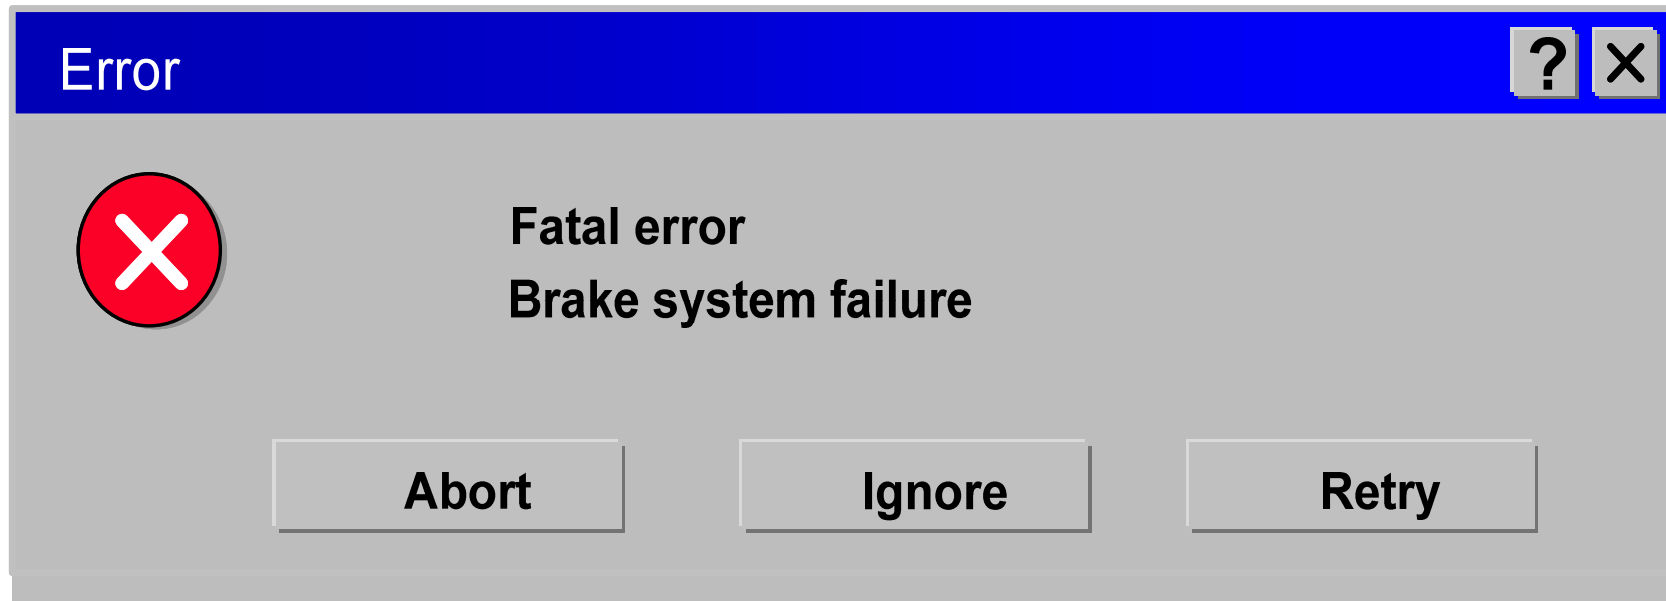 Error ?
Fatal error
Brake system failure
Abort Ignore Retry